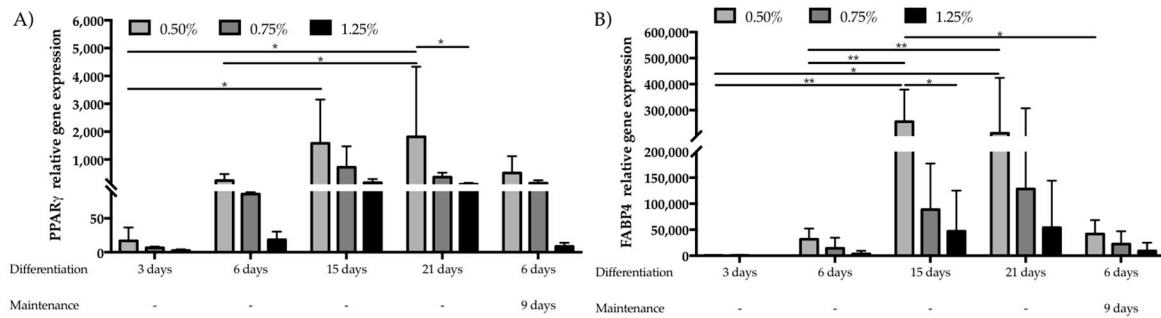 A)
6,000
0.50% 0.75% 1.25%
5,000
*
*
4,000
*
*
3,000
2,000
1,000
50
0
PPARγ relative gene expression
Differentiation 3 days 6 days 15 days 21 days 6 days
Maintenance - - - - 9 days
B)
0.50% 0.75% 1.25%
600,000
*
500,000
**
**
*
400,000
**
*
300,000
200,000
150,000
100,000
50,000
0
FABP4 relative gene expression
Differentiation 3 days 6 days 15 days 21 days 6 days
Maintenance - - - - 9 days